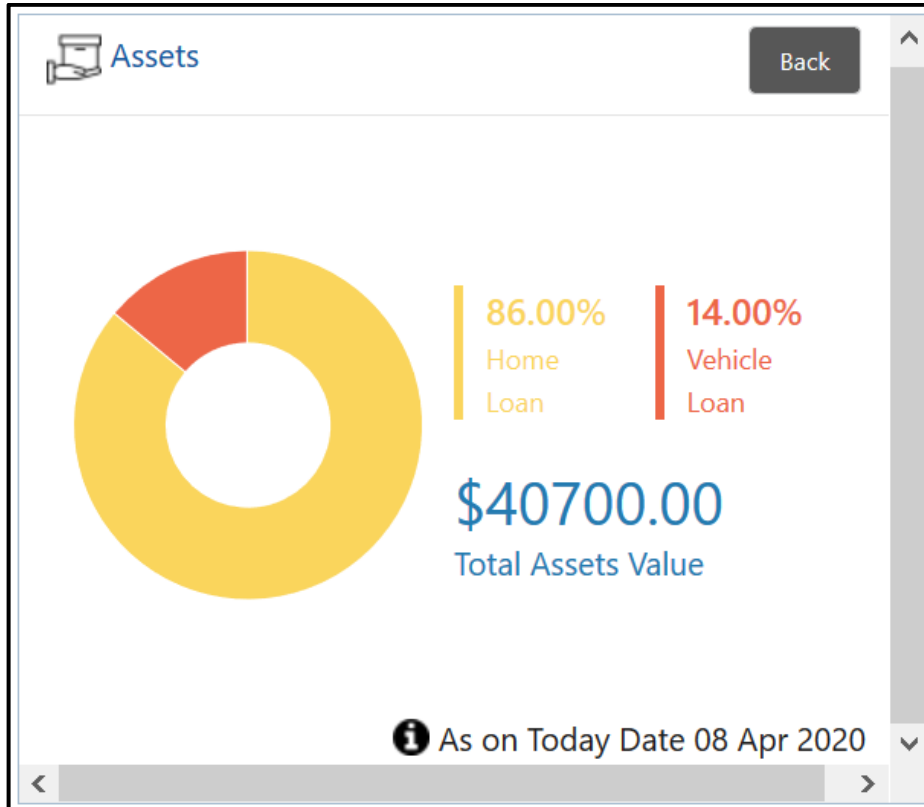 Assets
Back
86.00%
Home
Loan
14.00%
Vehicle
Loan
$40700.00
Total Assets Value
As on Today Date 08 Apr 2020